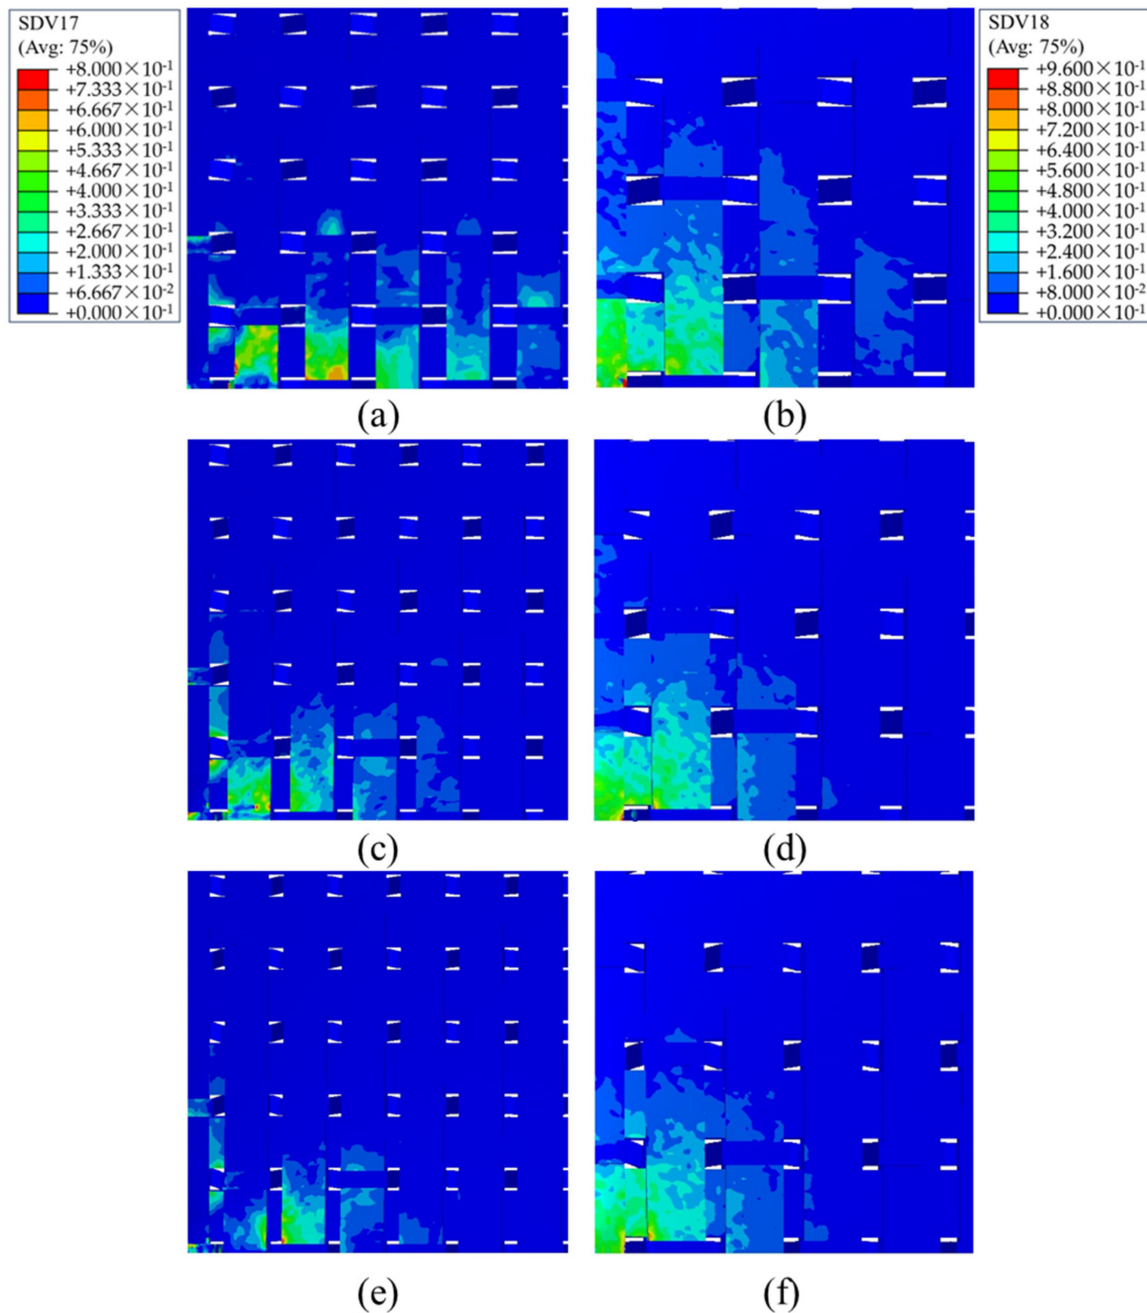 SDV17
(Avg: 75%)
+8.000×10⁻¹
+7.333×10⁻¹
+6.667×10⁻¹
+6.000×10⁻¹
+5.333×10⁻¹
+4.667×10⁻¹
+4.000×10⁻¹
+3.333×10⁻¹
+2.667×10⁻¹
+2.000×10⁻¹
+1.333×10⁻¹
+6.667×10⁻²
+0.000×10⁻¹
SDV18
(Avg: 75%)
+9.600×10⁻¹
+8.800×10⁻¹
+8.000×10⁻¹
+7.200×10⁻¹
+6.400×10⁻¹
+5.600×10⁻¹
+4.800×10⁻¹
+4.000×10⁻¹
+3.200×10⁻¹
+2.400×10⁻¹
+1.600×10⁻¹
+8.000×10⁻²
+0.000×10⁻¹
(a)
(b)
(c)
(d)
(e)
(f)